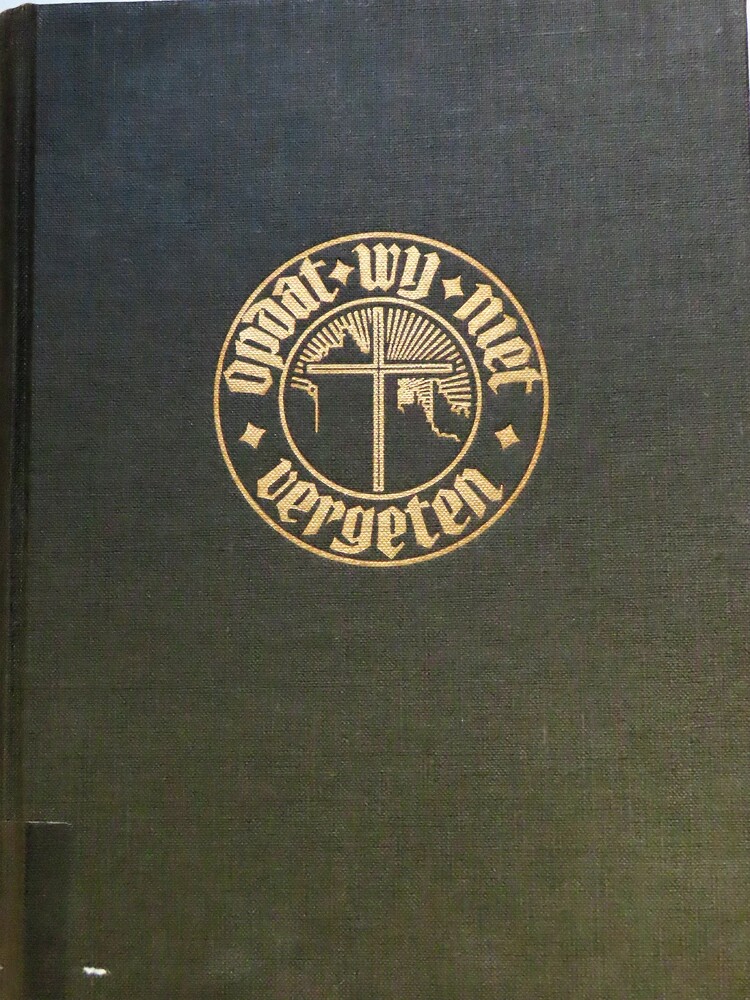 opdat wy niet
vergeten